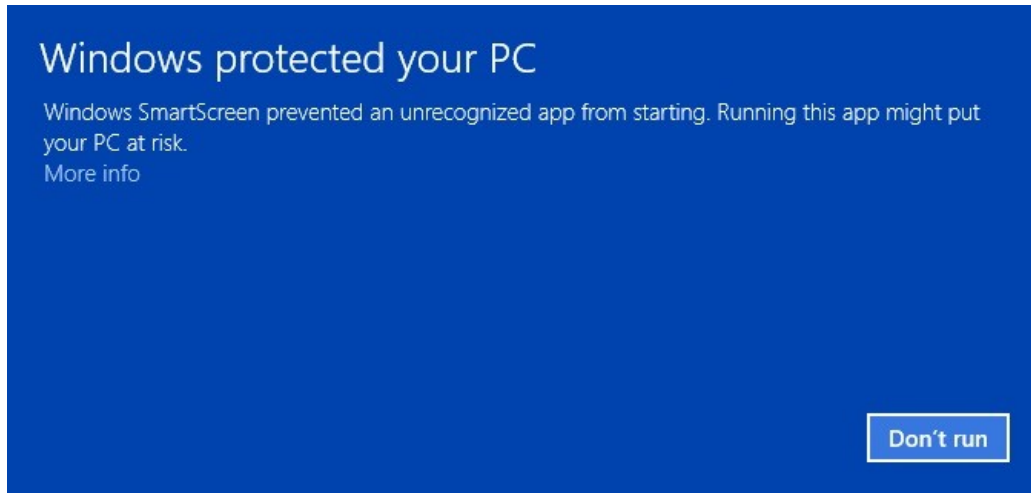 Windows protected your PC
Windows SmartScreen prevented an unrecognized app from starting. Running this app might put
your PC at risk.
More info
Don't run